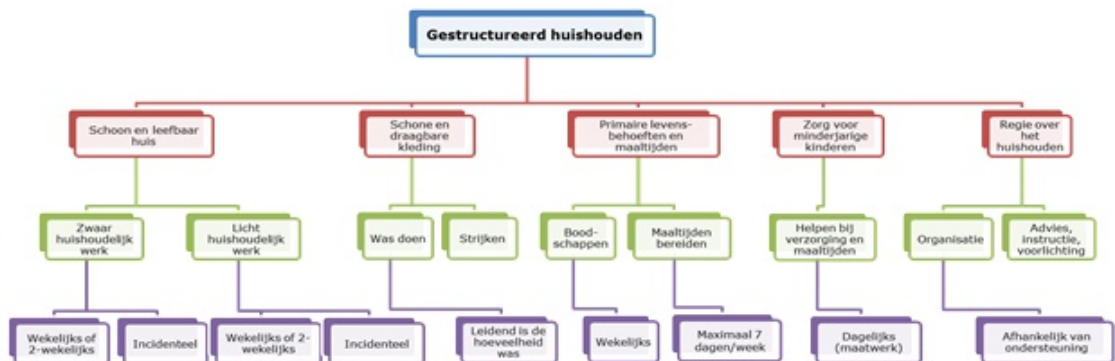 Gestructureerd huishouden
Schoon en leefbaar
huis
Schone en
draagbare
kleding
Primaire levens-
behoeften en
maaltijden
Zorg voor
minderjarige
kinderen
Regie over
het
huishouden
Zwaar
huishoudelijk
werk
Licht
huishoudelijk
werk
Was doen
Strijken
Bood-
schappen
Maaltijden
bereiden
Helpen bij
verzorging en
maaltijden
Organisatie
Advies,
instructie,
voorlichting
Wekelijks of
2-wekelijks
Incidenteel
Wekelijks of 2-
wekelijks
Incidenteel
Leidend is de
hoeveelheid
was
Wekelijks
Maximaal 7
dagen/week
Dagelijks
(maatwerk)
Afhankelijk van
ondersteuning